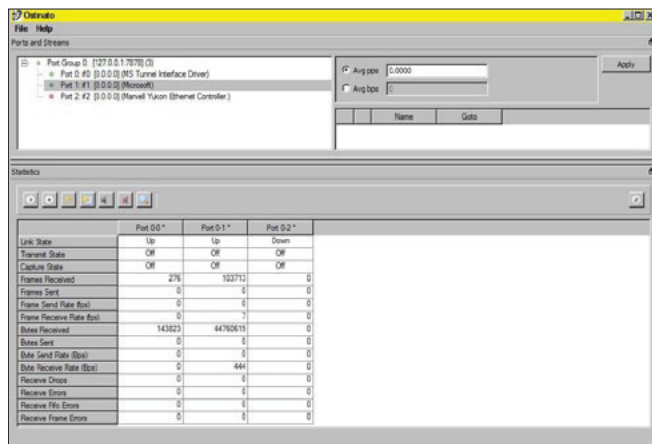 Ostinato
File Help
Ports and Streams
Port Group 0: [127.0.0.1:7878] (3)
Port 0: if0 [0.0.0.0] (MS Tunnel Interface Driver)
Port 1: if1 [0.0.0.0] (Microsoft)
Port 2: if2 [0.0.0.0] (Marvell Yukon Ethernet Controller.)
Avg pps 0.0000
Avg bps 0
Apply
Name Goto
Statistics
Port 0-0 * Port 0-1 * Port 0-2 *
Link State Up Up Down
Transmit State Off Off Off
Capture State Off Off Off
Frames Received 276 0
Frames Sent 0 0 0
Frame Send Rate (fps) 0 0 0
Frame Receive Rate (fps) 0 7 0
Bytes Received 143823 0
Bytes Sent 0 0 0
Byte Send Rate (Bps) 0 0 0
Byte Receive Rate (Bps) 0 444 0
Receive Drops 0 0 0
Receive Errors 0 0 0
Receive Fifo Errors 0 0 0
Receive Frame Errors 0 0 0